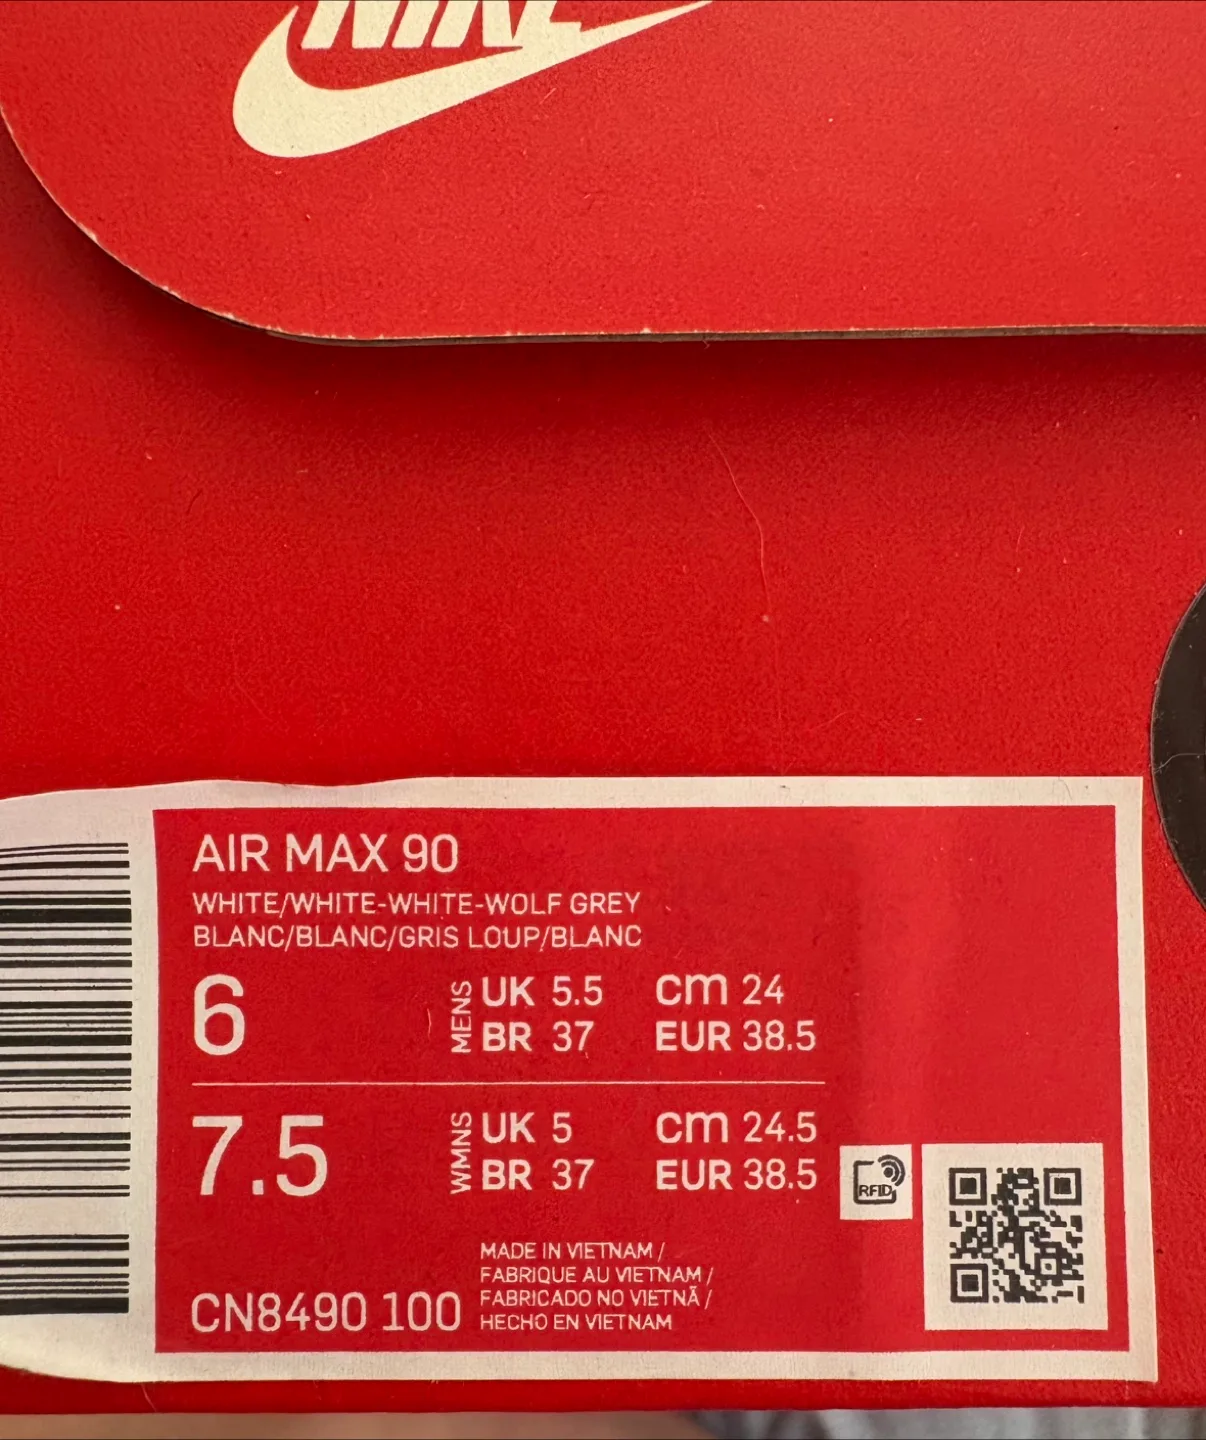 NIKE
AIR MAX 90
WHITE/WHITE-WHITE-WOLF GREY
BLANC/BLANC/GRIS LOUP/BLANC
6 MENS UK 5.5 CM 24
BR 37 EUR 38.5
7.5 WMNS UK 5 CM 24.5
BR 37 EUR 38.5
RFID
MADE IN VIETNAM /
FABRIQUE AU VIETNAM /
FABRICADO NO VIETNÃ /
HECHO EN VIETNAM
CN8490 100